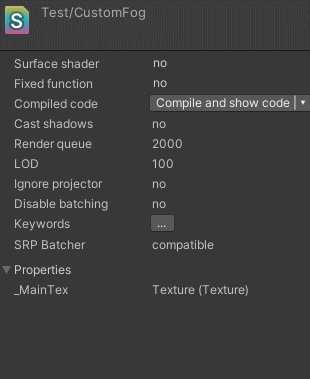 S
Test/CustomFog
Surface shader no
Fixed function no
Compiled code Compile and show code
Cast shadows no
Render queue 2000
LOD 100
Ignore projector no
Disable batching no
Keywords ...
SRP Batcher compatible
Properties
_MainTex Texture (Texture)